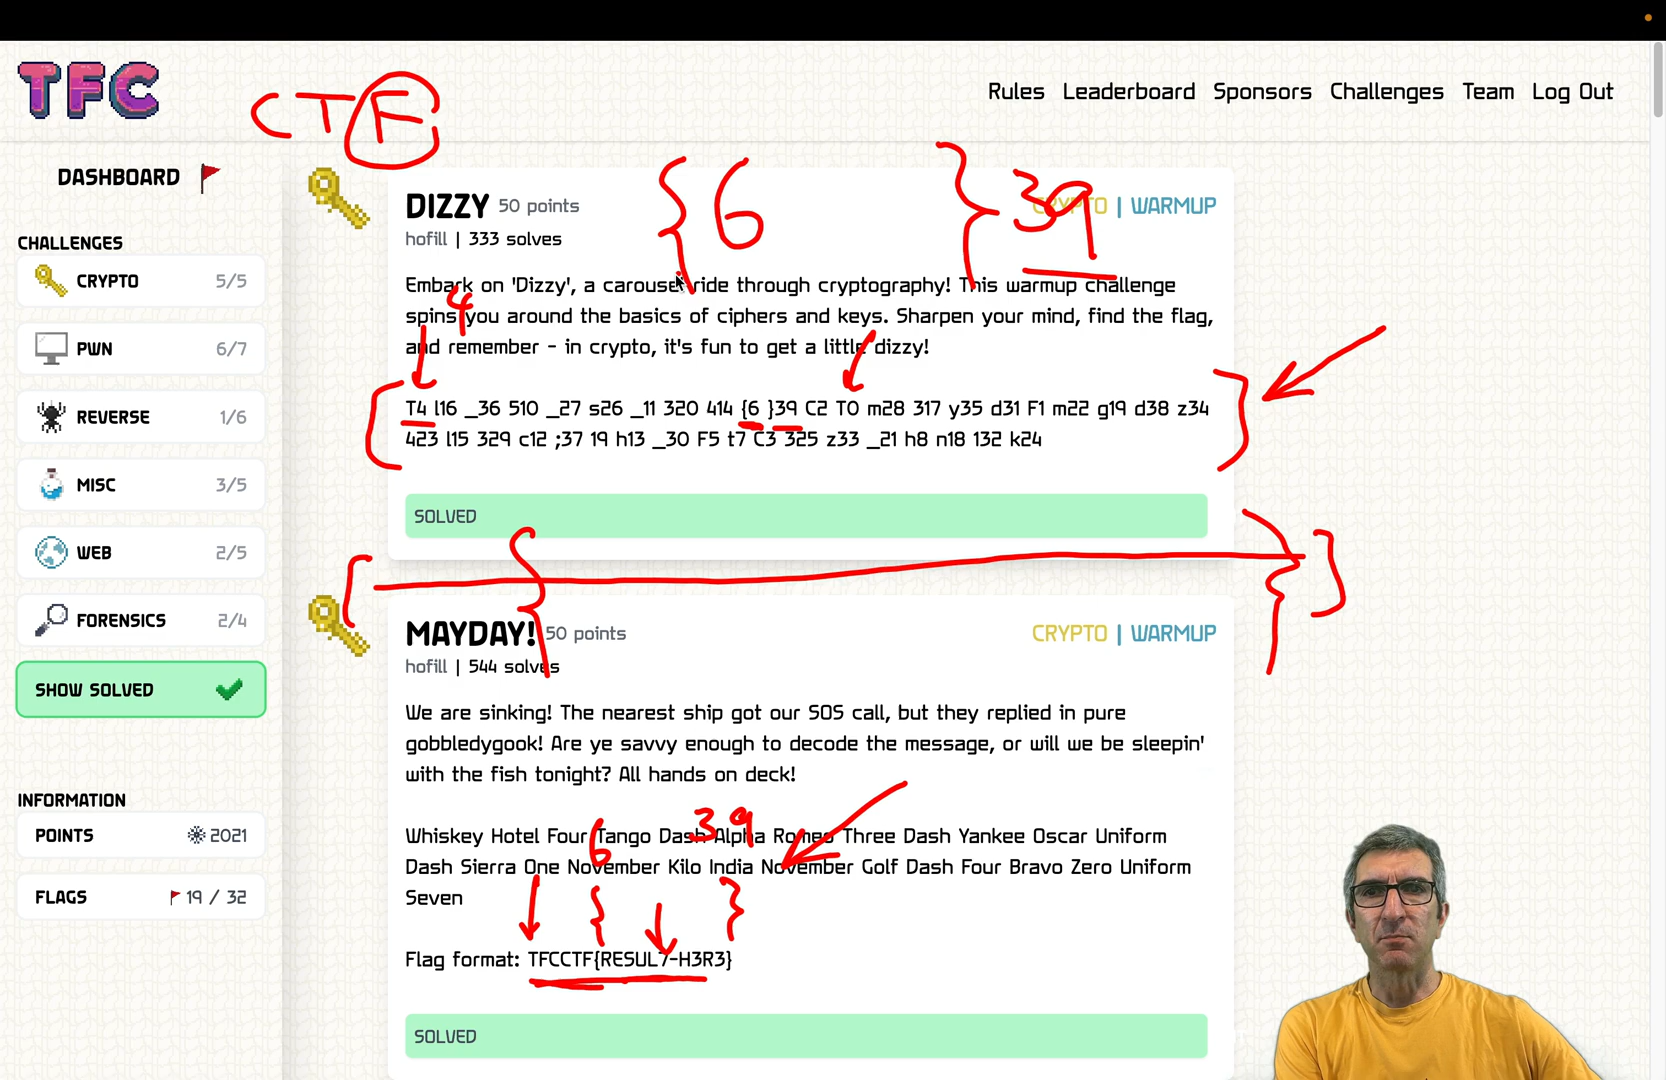 TFC
CTF
Rules Leaderboard Sponsors Challenges Team Log Out
DASHBOARD
CHALLENGES
CRYPTO 5/5
PWN 6/7
REVERSE 1/6
MISC 3/5
WEB 2/5
FORENSICS 2/4
SHOW SOLVED
INFORMATION
POINTS 2021
FLAGS 19 / 32
{ 6 } 39
DIZZY 50 points CRYPTO | WARMUP
hofill | 333 solves
Embark on 'Dizzy', a carousel ride through cryptography! This warmup challenge
4
spins you around the basics of ciphers and keys. Sharpen your mind, find the flag,
and remember - in crypto, it's fun to get a little dizzy!
T4 l16 _36 510 _27 s26 _11 320 414 {6 }39 C2 T0 m28 317 y35 d31 F1 m22 g19 d38 z34
423 l15 329 c12 ;37 19 h13 _30 F5 t7 C3 325 z33 _21 h8 n18 132 k24
SOLVED
{ }
MAYDAY! 50 points CRYPTO | WARMUP
hofill | 544 solves
We are sinking! The nearest ship got our SOS call, but they replied in pure
gobbledygook! Are ye savvy enough to decode the message, or will we be sleepin'
with the fish tonight? All hands on deck!
6 39
Whiskey Hotel Four Tango Dash Alpha Romeo Three Dash Yankee Oscar Uniform
Dash Sierra One November Kilo India November Golf Dash Four Bravo Zero Uniform
Seven
{ }
Flag format: TFCCTF{RESUL7-H3R3}
SOLVED